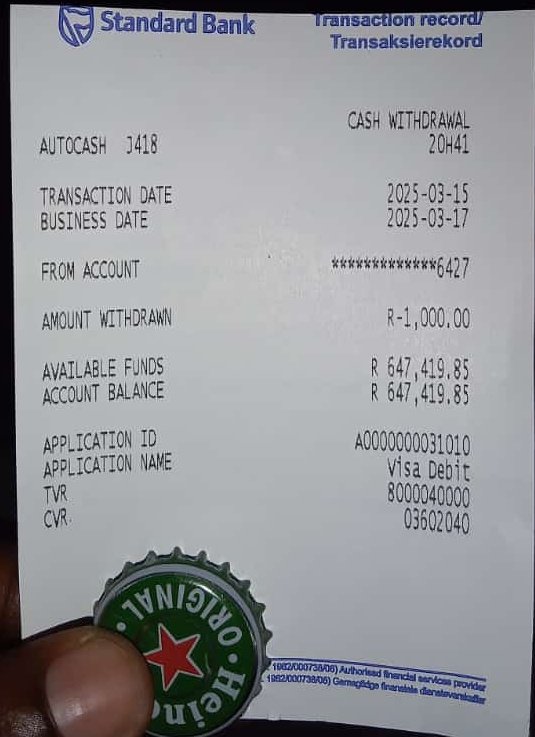 Standard Bank
Transaction record/
Transaksierekord
CASH WITHDRAWAL
AUTOCASH J418 20H41
TRANSACTION DATE 2025-03-15
BUSINESS DATE 2025-03-17
FROM ACCOUNT *************6427
AMOUNT WITHDRAWN R-1,000.00
AVAILABLE FUNDS R 647,419.85
ACCOUNT BALANCE R 647,419.85
APPLICATION ID A0000000031010
APPLICATION NAME Visa Debit
TVR 8000040000
CVR 03602040
ORIGINAL
Hein
1962/000738/06) Authorised financial services provider
1962/000738/06) Gemagtigde finansiële diensteverskaffer